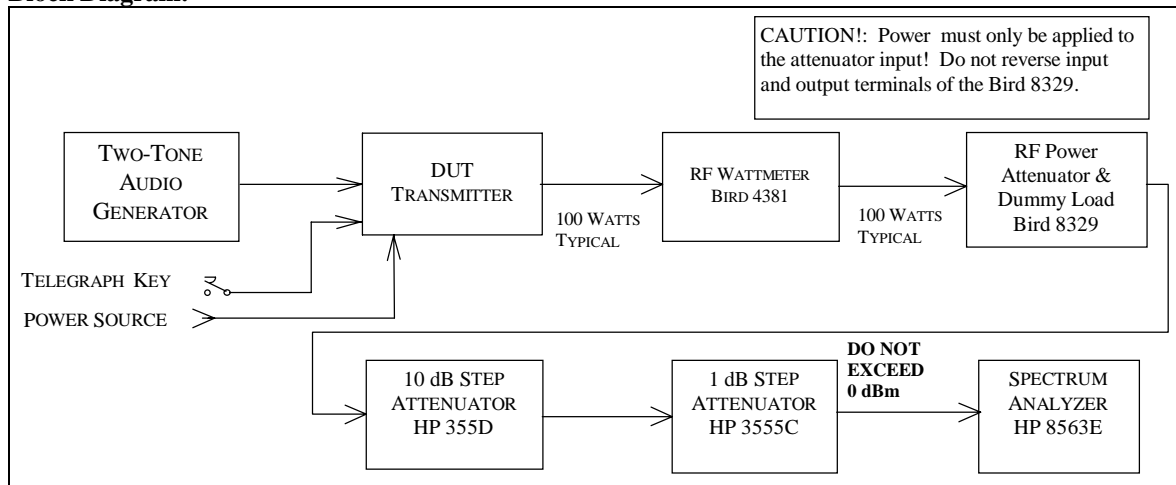 Block Diagram:
CAUTION!: Power must only be applied to
the attenuator input! Do not reverse input
and output terminals of the Bird 8329.
TWO-TONE
AUDIO
GENERATOR
DUT
TRANSMITTER
RF WATTMETER
BIRD 4381
RF Power
Attenuator &
Dummy Load
Bird 8329
100 WATTS
TYPICAL
100 WATTS
TYPICAL
TELEGRAPH KEY
POWER SOURCE
10 dB STEP
ATTENUATOR
HP 355D
1 dB STEP
ATTENUATOR
HP 3555C
DO NOT
EXCEED
0 dBm
SPECTRUM
ANALYZER
HP 8563E